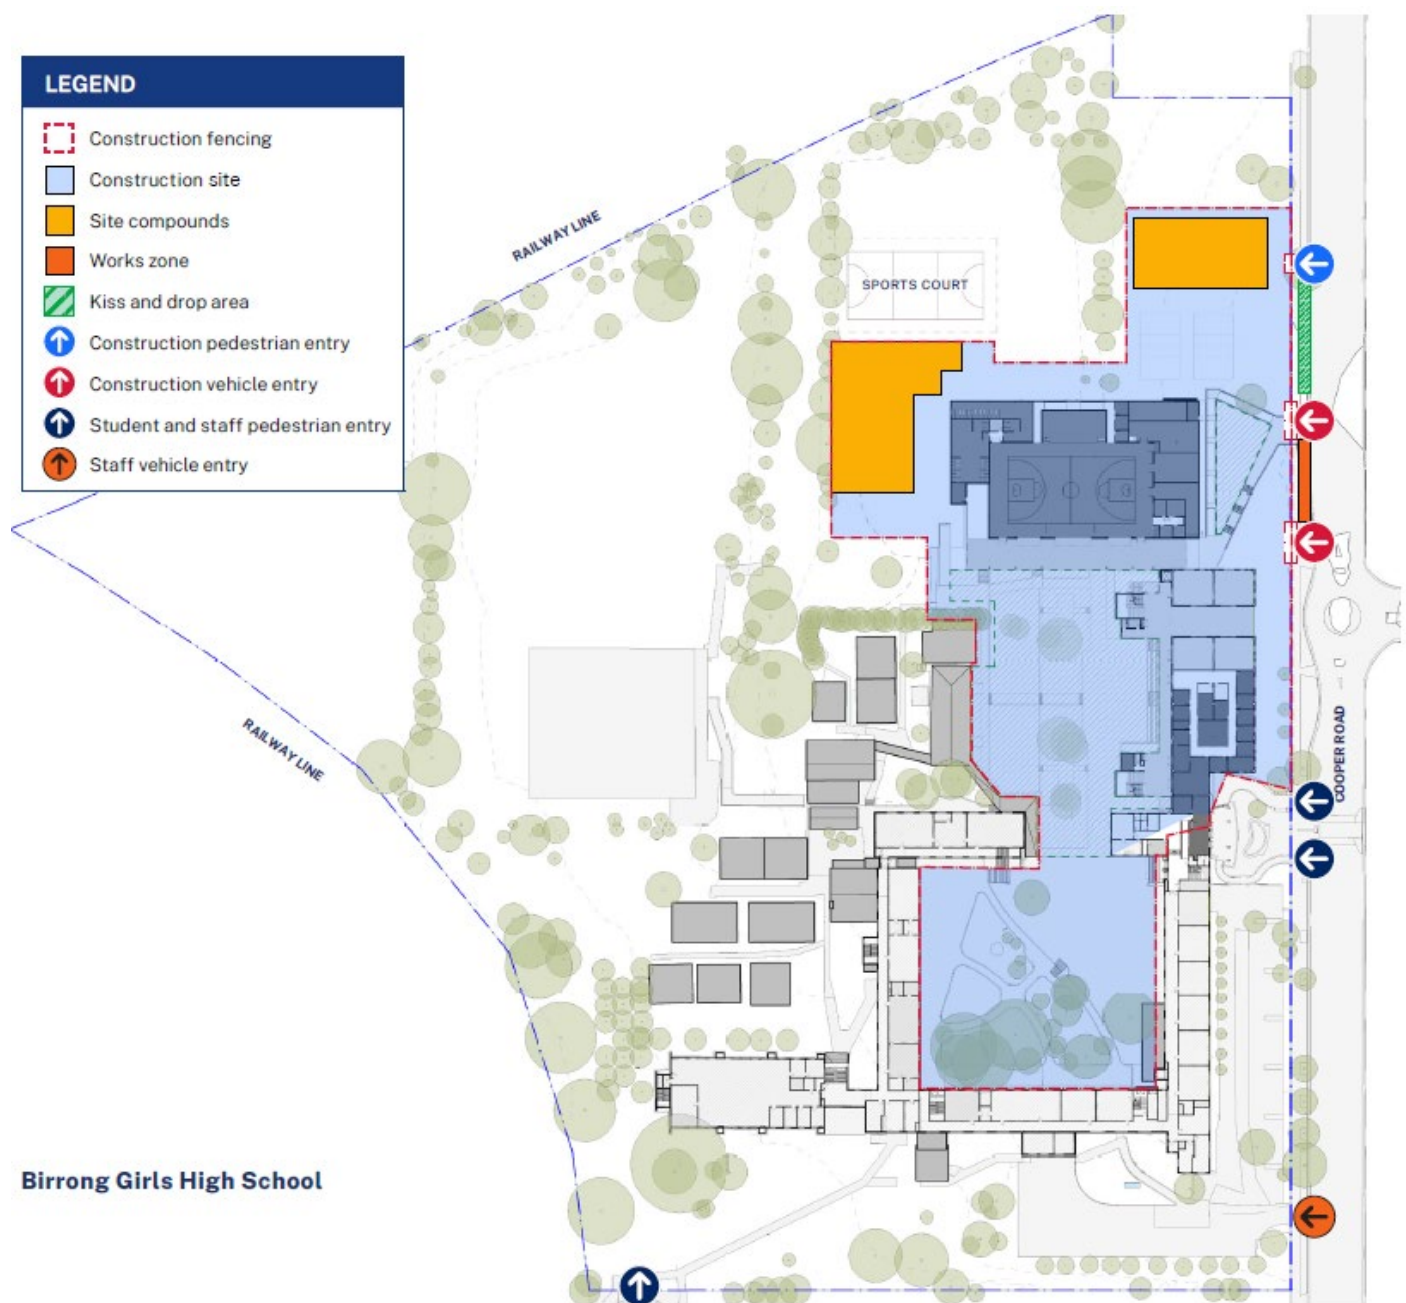 LEGEND
Construction fencing
Construction site
Site compounds
Works zone
Kiss and drop area
Construction pedestrian entry
Construction vehicle entry
Student and staff pedestrian entry
Staff vehicle entry
RAILWAY LINE
SPORTS COURT
RAILWAY LINE
COOPER ROAD
Birrong Girls High School